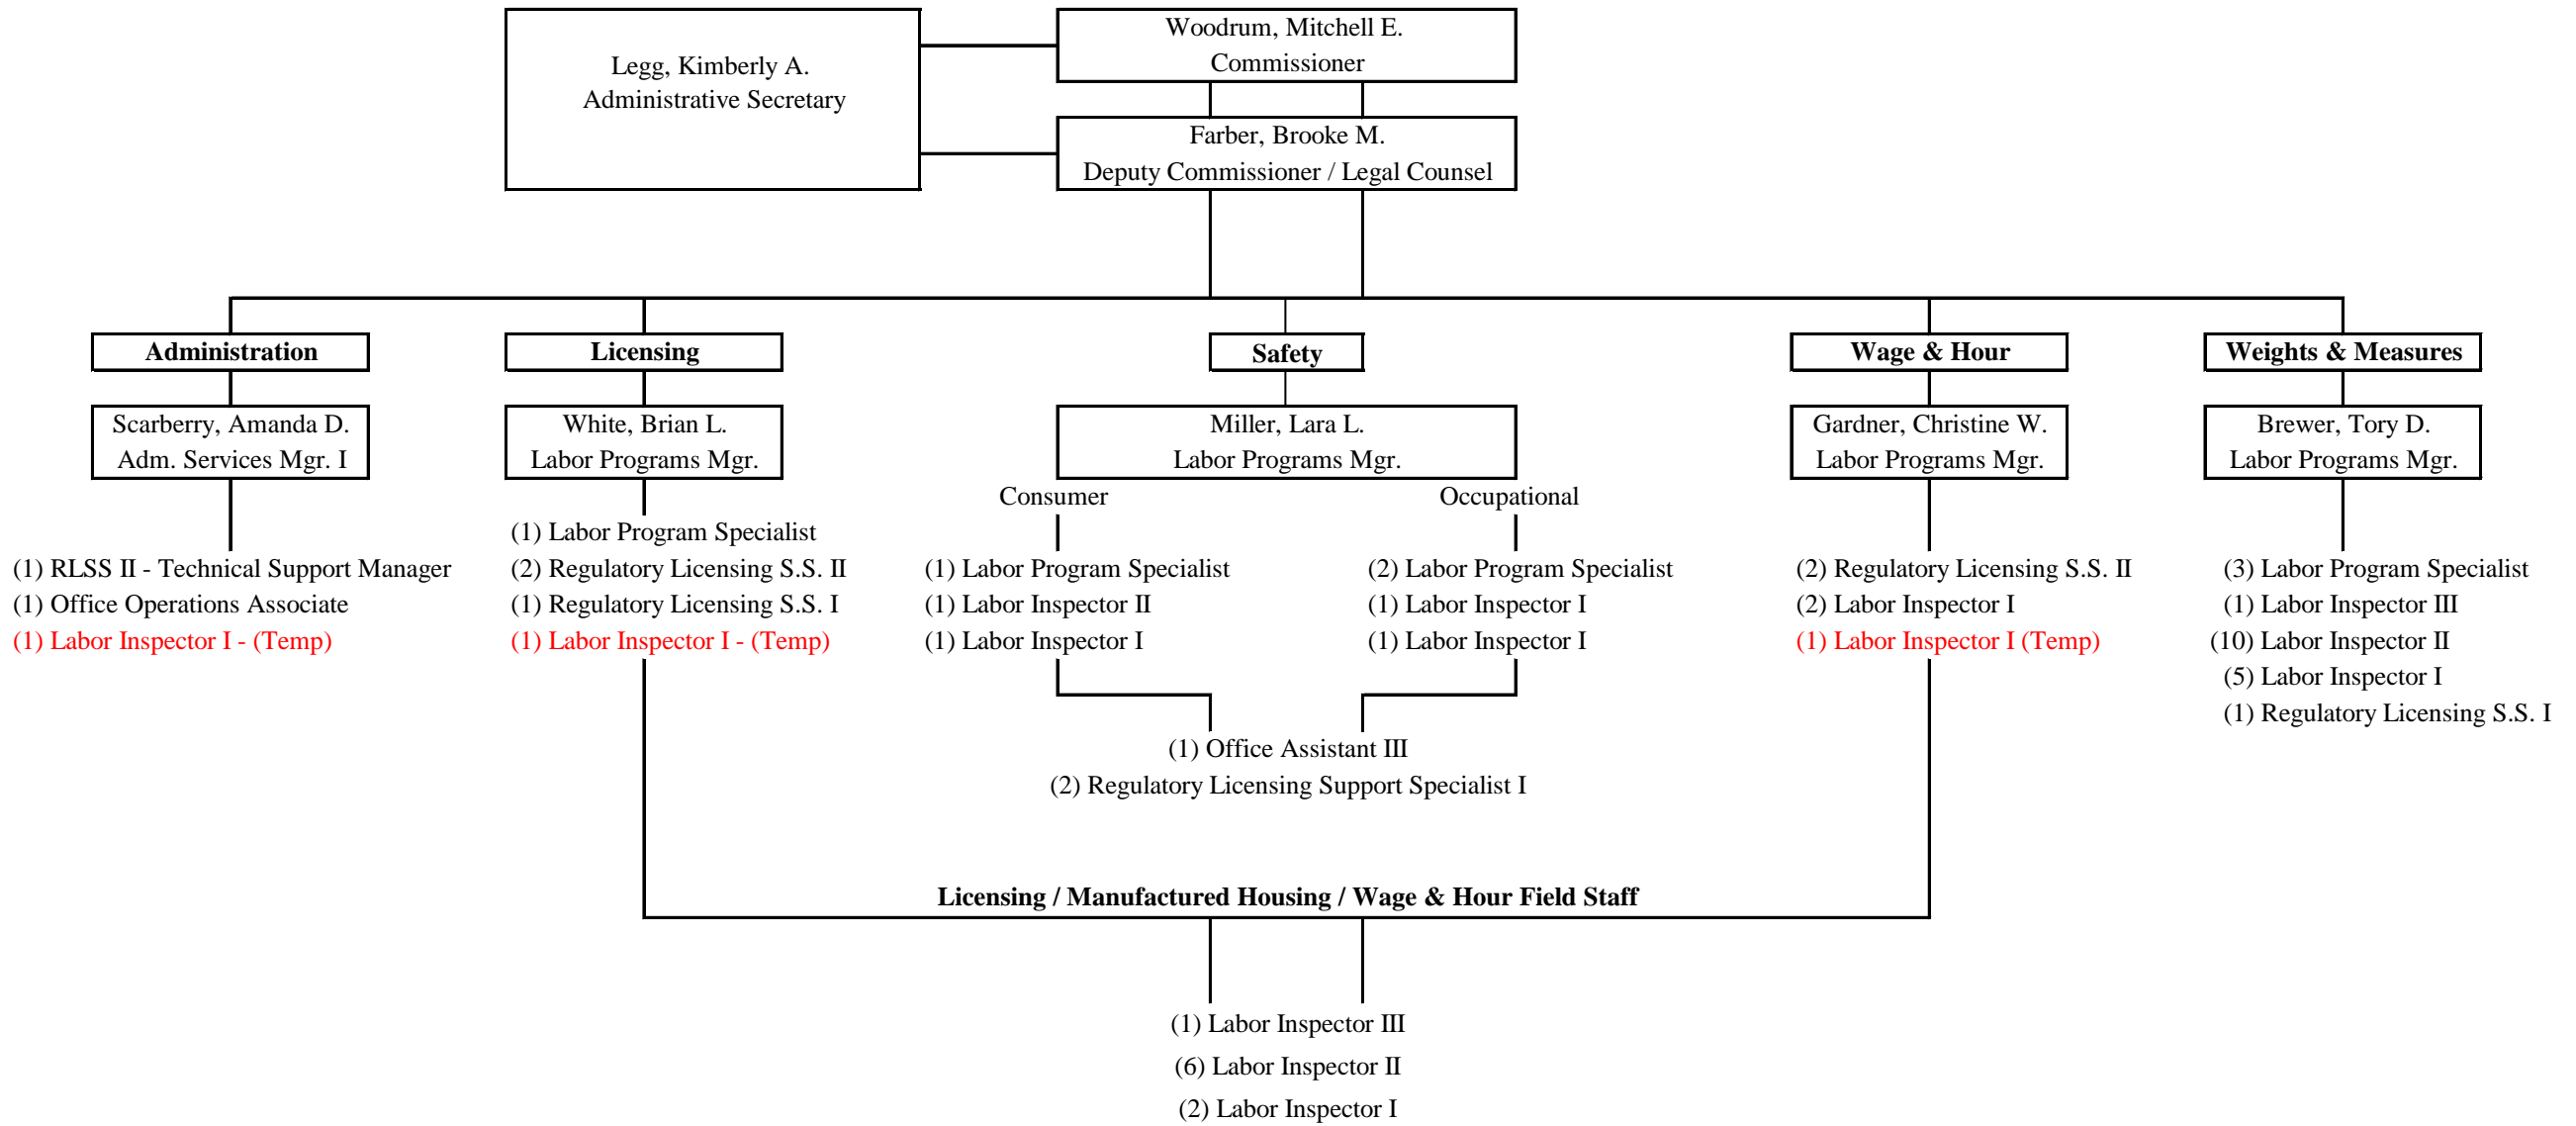 Woodrum, Mitchell E.
Commissioner
Legg, Kimberly A.
Administrative Secretary
Farber, Brooke M.
Deputy Commissioner / Legal Counsel
Administration
Scarberry, Amanda D.
Adm. Services Mgr. I
(1) RLSS II - Technical Support Manager
(1) Office Operations Associate
(1) Labor Inspector I - (Temp)
Licensing
White, Brian L.
Labor Programs Mgr.
(1) Labor Program Specialist
(2) Regulatory Licensing S.S. II
(1) Regulatory Licensing S.S. I
(1) Labor Inspector I - (Temp)
Safety
Miller, Lara L.
Labor Programs Mgr.
Consumer
(1) Labor Program Specialist
(1) Labor Inspector II
(1) Labor Inspector I
Occupational
(2) Labor Program Specialist
(1) Labor Inspector I
(1) Labor Inspector I
(1) Office Assistant III
(2) Regulatory Licensing Support Specialist I
Wage & Hour
Gardner, Christine W.
Labor Programs Mgr.
(2) Regulatory Licensing S.S. II
(2) Labor Inspector I
(1) Labor Inspector I (Temp)
Weights & Measures
Brewer, Tory D.
Labor Programs Mgr.
(3) Labor Program Specialist
(1) Labor Inspector III
(10) Labor Inspector II
(5) Labor Inspector I
(1) Regulatory Licensing S.S. I
Licensing / Manufactured Housing / Wage & Hour Field Staff
(1) Labor Inspector III
(6) Labor Inspector II
(2) Labor Inspector I